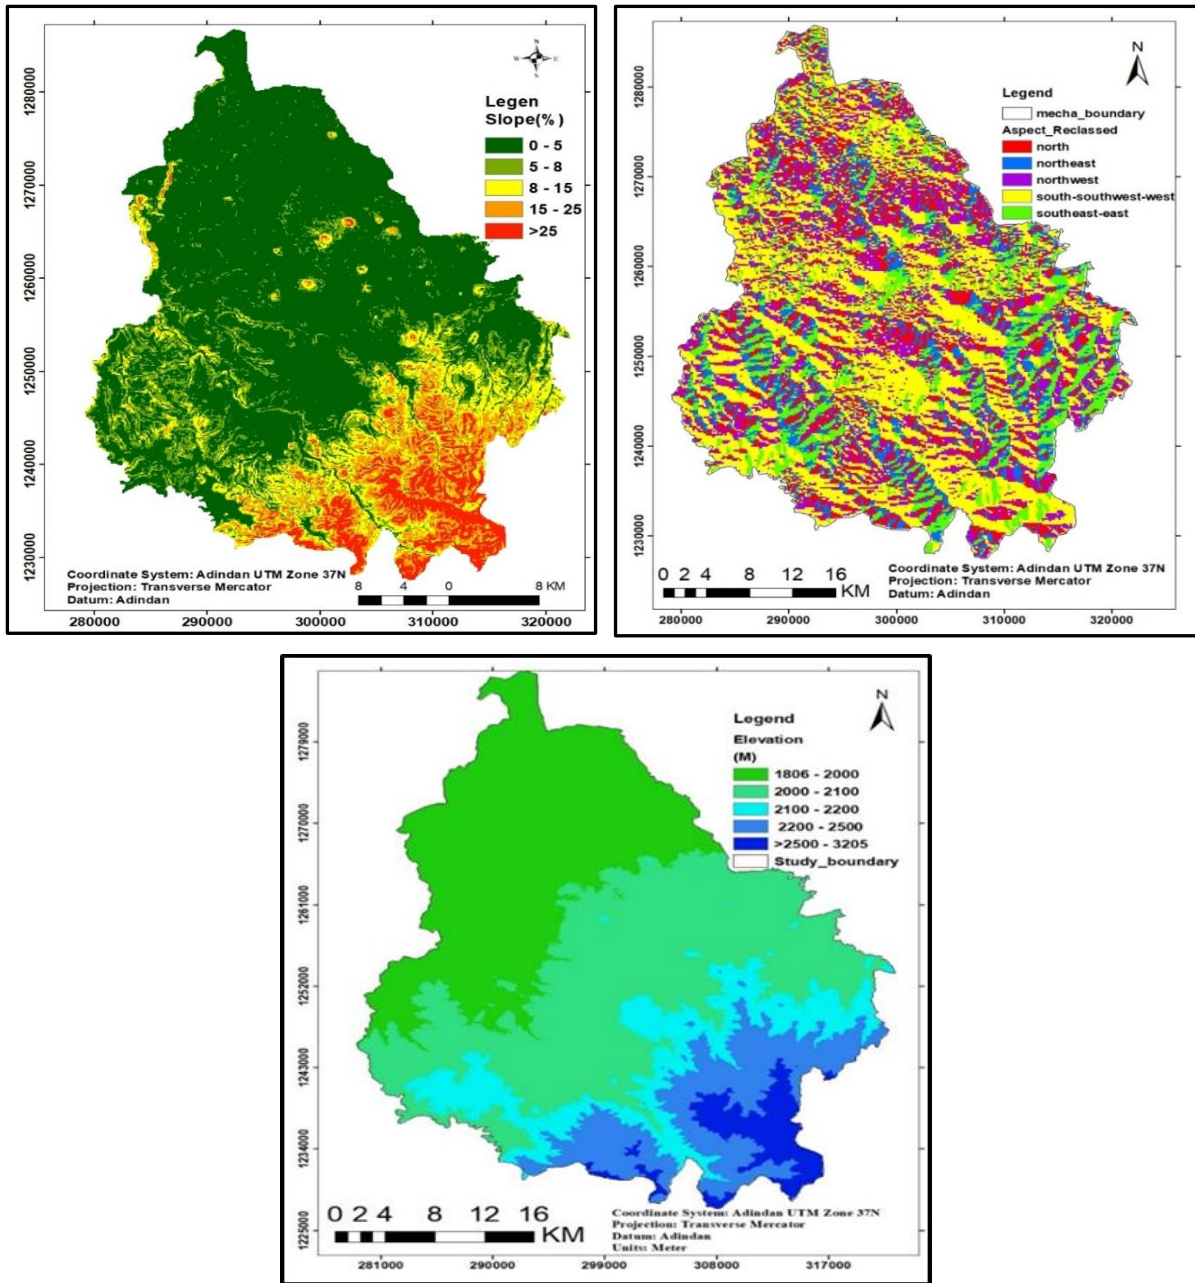 N
W E
S
Legen
Slope(%)
0 - 5
5 - 8
8 - 15
15 - 25
>25
1280000
1270000
1260000
1250000
1240000
1230000
Coordinate System: Adindan UTM Zone 37N
Projection: Transverse Mercator
Datum: Adindan
8 4 0 8 KM
280000 290000 300000 310000 320000
N
Legend
mecha_boundary
Aspect_Reclassed
north
northeast
northwest
south-southwest-west
southeast-east
1280000
1270000
1260000
1250000
1240000
1230000
Coordinate System: Adindan UTM Zone 37N
Projection: Transverse Mercator
Datum: Adindan
0 2 4 8 12 16
KM
280000 290000 300000 310000 320000
N
Legend
Elevation
(M)
1806 - 2000
2000 - 2100
2100 - 2200
2200 - 2500
>2500 - 3205
Study_boundary
1279000
1270000
1261000
1252000
1243000
1234000
1225000
0 2 4 8 12 16
KM
Coordinate System: Adindan UTM Zone 37N
Projection: Transverse Mercator
Datum: Adindan
Units: Meter
281000 290000 299000 308000 317000